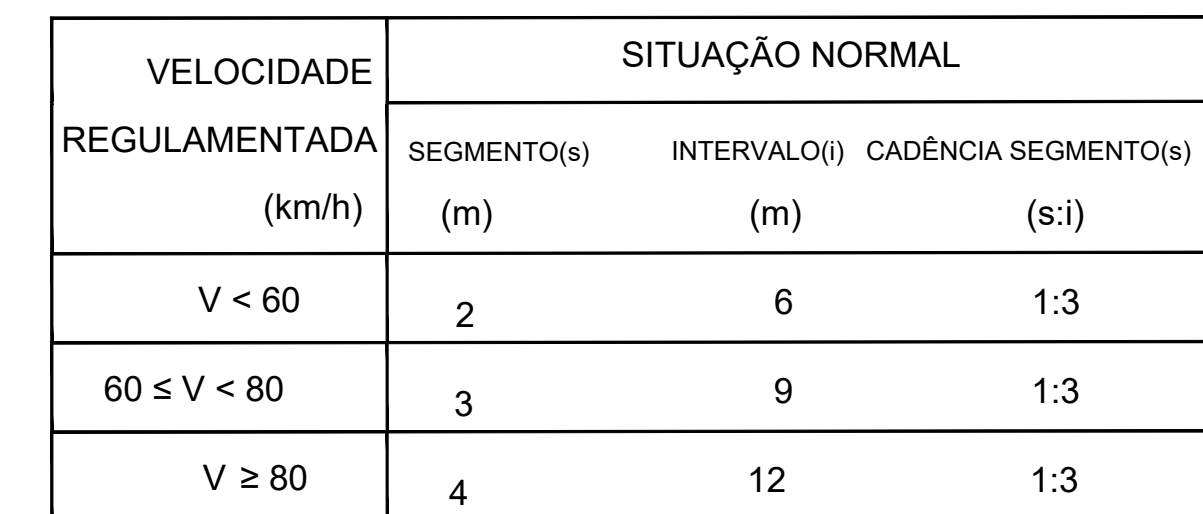 VELOCIDADE
REGULAMENTADA
(km/h)
SITUAÇÃO NORMAL
SEGMENTO(s) INTERVALO(i) CADÊNCIA SEGMENTO(s)
(m) (m) (s:i)
V < 60 2 6 1:3
60 ≤ V < 80 3 9 1:3
V ≥ 80 4 12 1:3